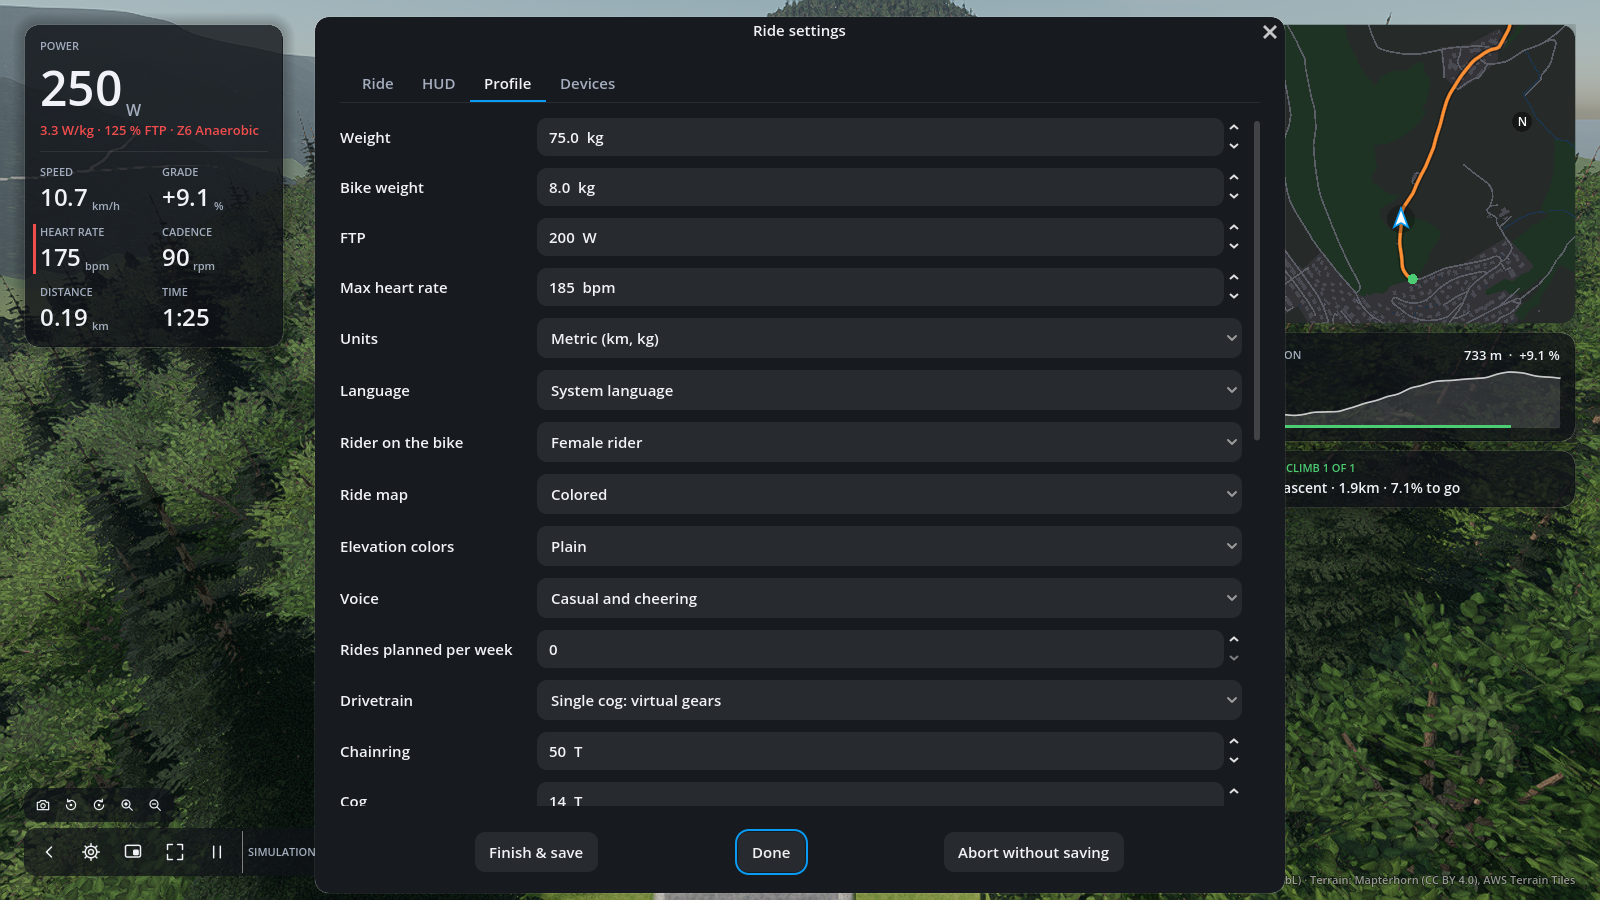 Ride settings
Ride HUD Profile Devices
POWER
250 W
3.3 W/kg · 125 % FTP · Z6 Anaerobic
SPEED GRADE
10.7 km/h +9.1 %
HEART RATE CADENCE
175 bpm 90 rpm
DISTANCE TIME
0.19 km 1:25
Weight 75.0 kg
Bike weight 8.0 kg
FTP 200 W
Max heart rate 185 bpm
Units Metric (km, kg)
Language System language
Rider on the bike Female rider
Ride map Colored
Elevation colors Plain
Voice Casual and cheering
Rides planned per week 0
Drivetrain Single cog: virtual gears
Chainring 50 T
Cog 14 T
Finish & save Done Abort without saving
SIMULATION
N
ON 733 m · +9.1 %
CLIMB 1 OF 1
ascent · 1.9km · 7.1% to go
bL) · Terrain: Mapterhorn (CC BY 4.0), AWS Terrain Tiles